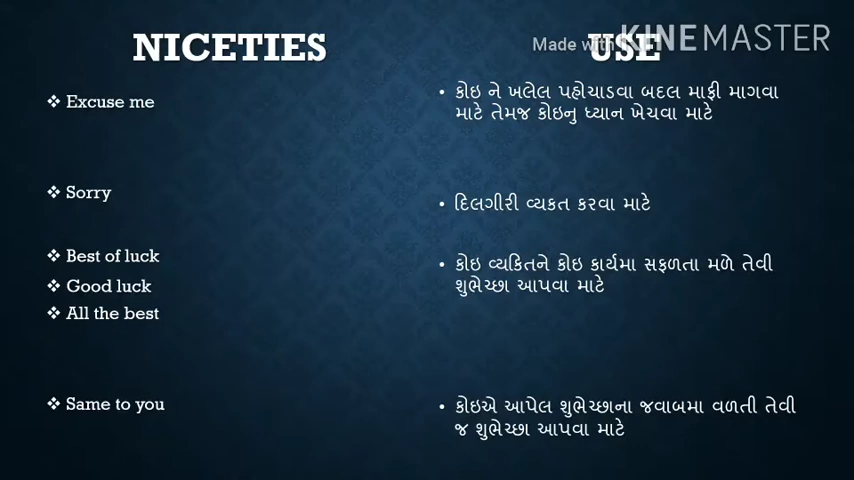 NICETIES
USE
Made with KINEMASTER
❖ Excuse me
• કોઇ ને ખલેલ પહોચાડવા બદલ માફી માગવા
માટે તેમજ કોઇનુ ધ્યાન ખેચવા માટે
❖ Sorry
• દિલગીરી વ્યકત કરવા માટે
❖ Best of luck
❖ Good luck
❖ All the best
• કોઇ વ્યકિતને કોઇ કાર્યમા સફળતા મળે તેવી
શુભેચ્છા આપવા માટે
❖ Same to you
• કોઇએ આપેલ શુભેચ્છાના જવાબમા વળતી તેવી
જ શુભેચ્છા આપવા માટે